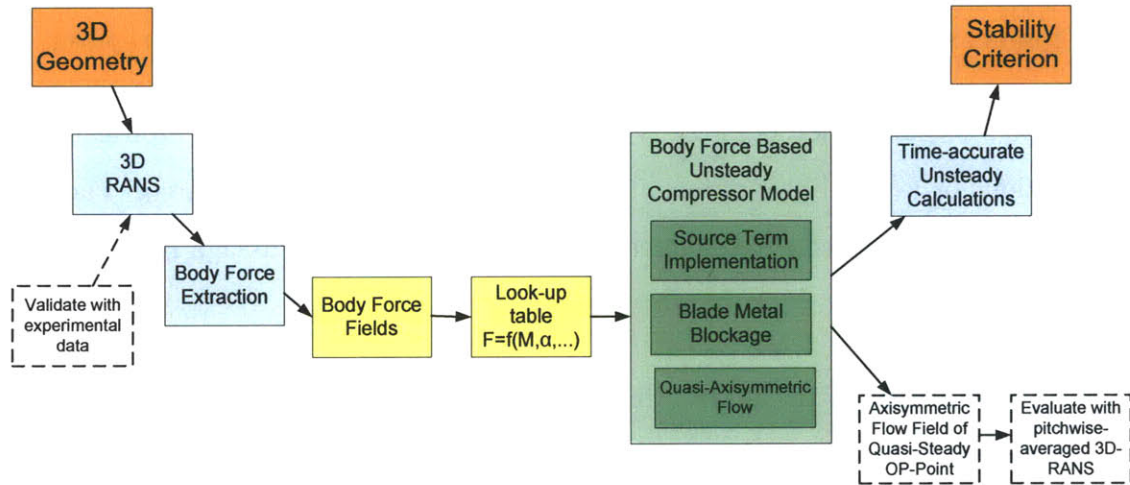 3D
Geometry
3D
RANS
Validate with
experimental
data
Body Force
Extraction
Body Force
Fields
Look-up
table
F=f(M,α,...)
Body Force Based
Unsteady
Compressor Model
Source Term
Implementation
Blade Metal
Blockage
Quasi-Axisymmetric
Flow
Time-accurate
Unsteady
Calculations
Stability
Criterion
Axisymmetric
Flow Field of
Quasi-Steady
OP-Point
Evaluate with
pitchwise-
averaged 3D-
RANS